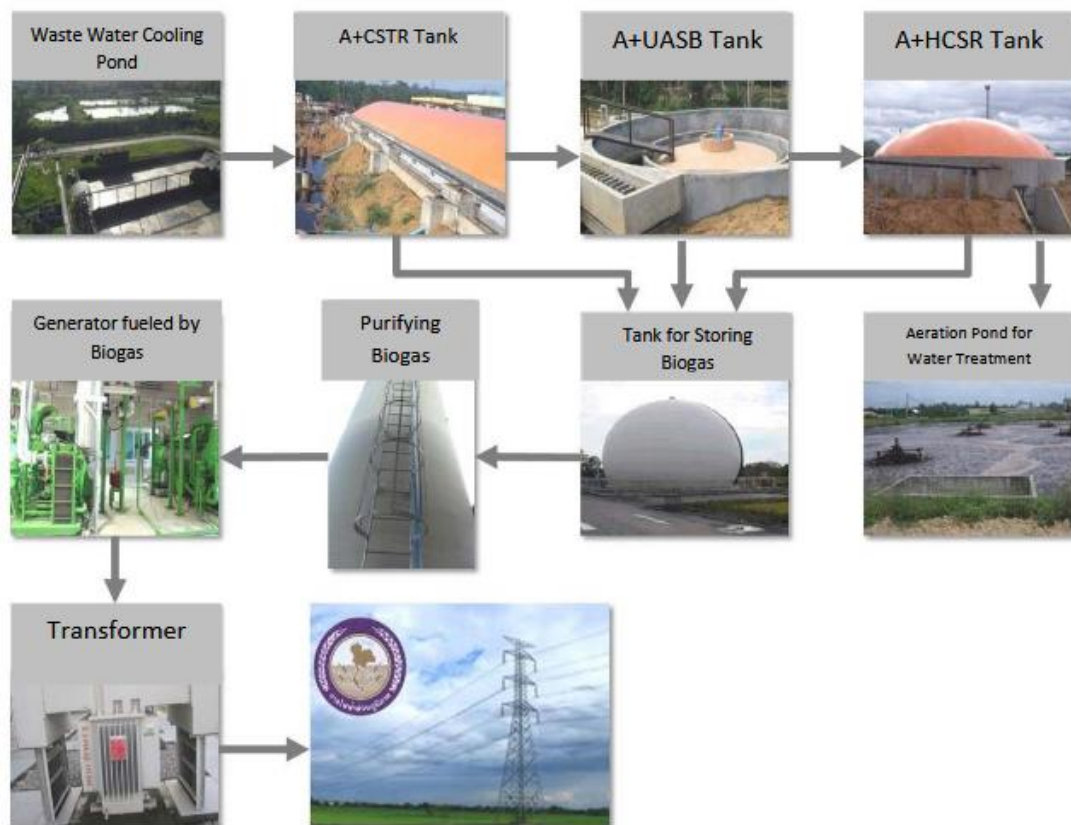 Waste Water Cooling
Pond
A+CSTR Tank
A+UASB Tank
A+HCSR Tank
Generator fueled by
Biogas
Purifying
Biogas
Tank for Storing
Biogas
Aeration Pond for
Water Treatment
Transformer